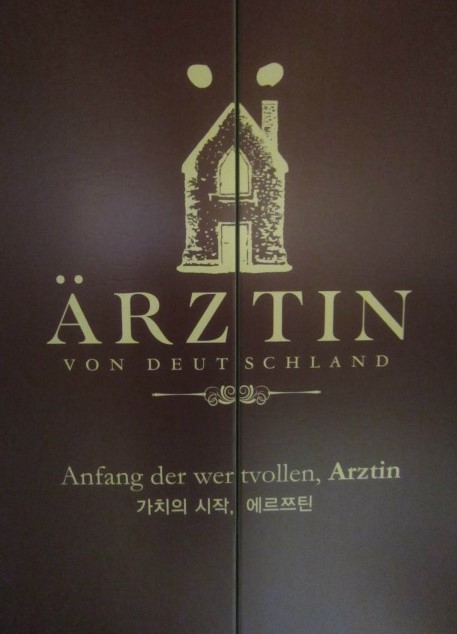 ÄRZTIN
VON DEUTSCHLAND
Anfang der wertvollen, Arztin
가치의 시작, 에르쯔틴